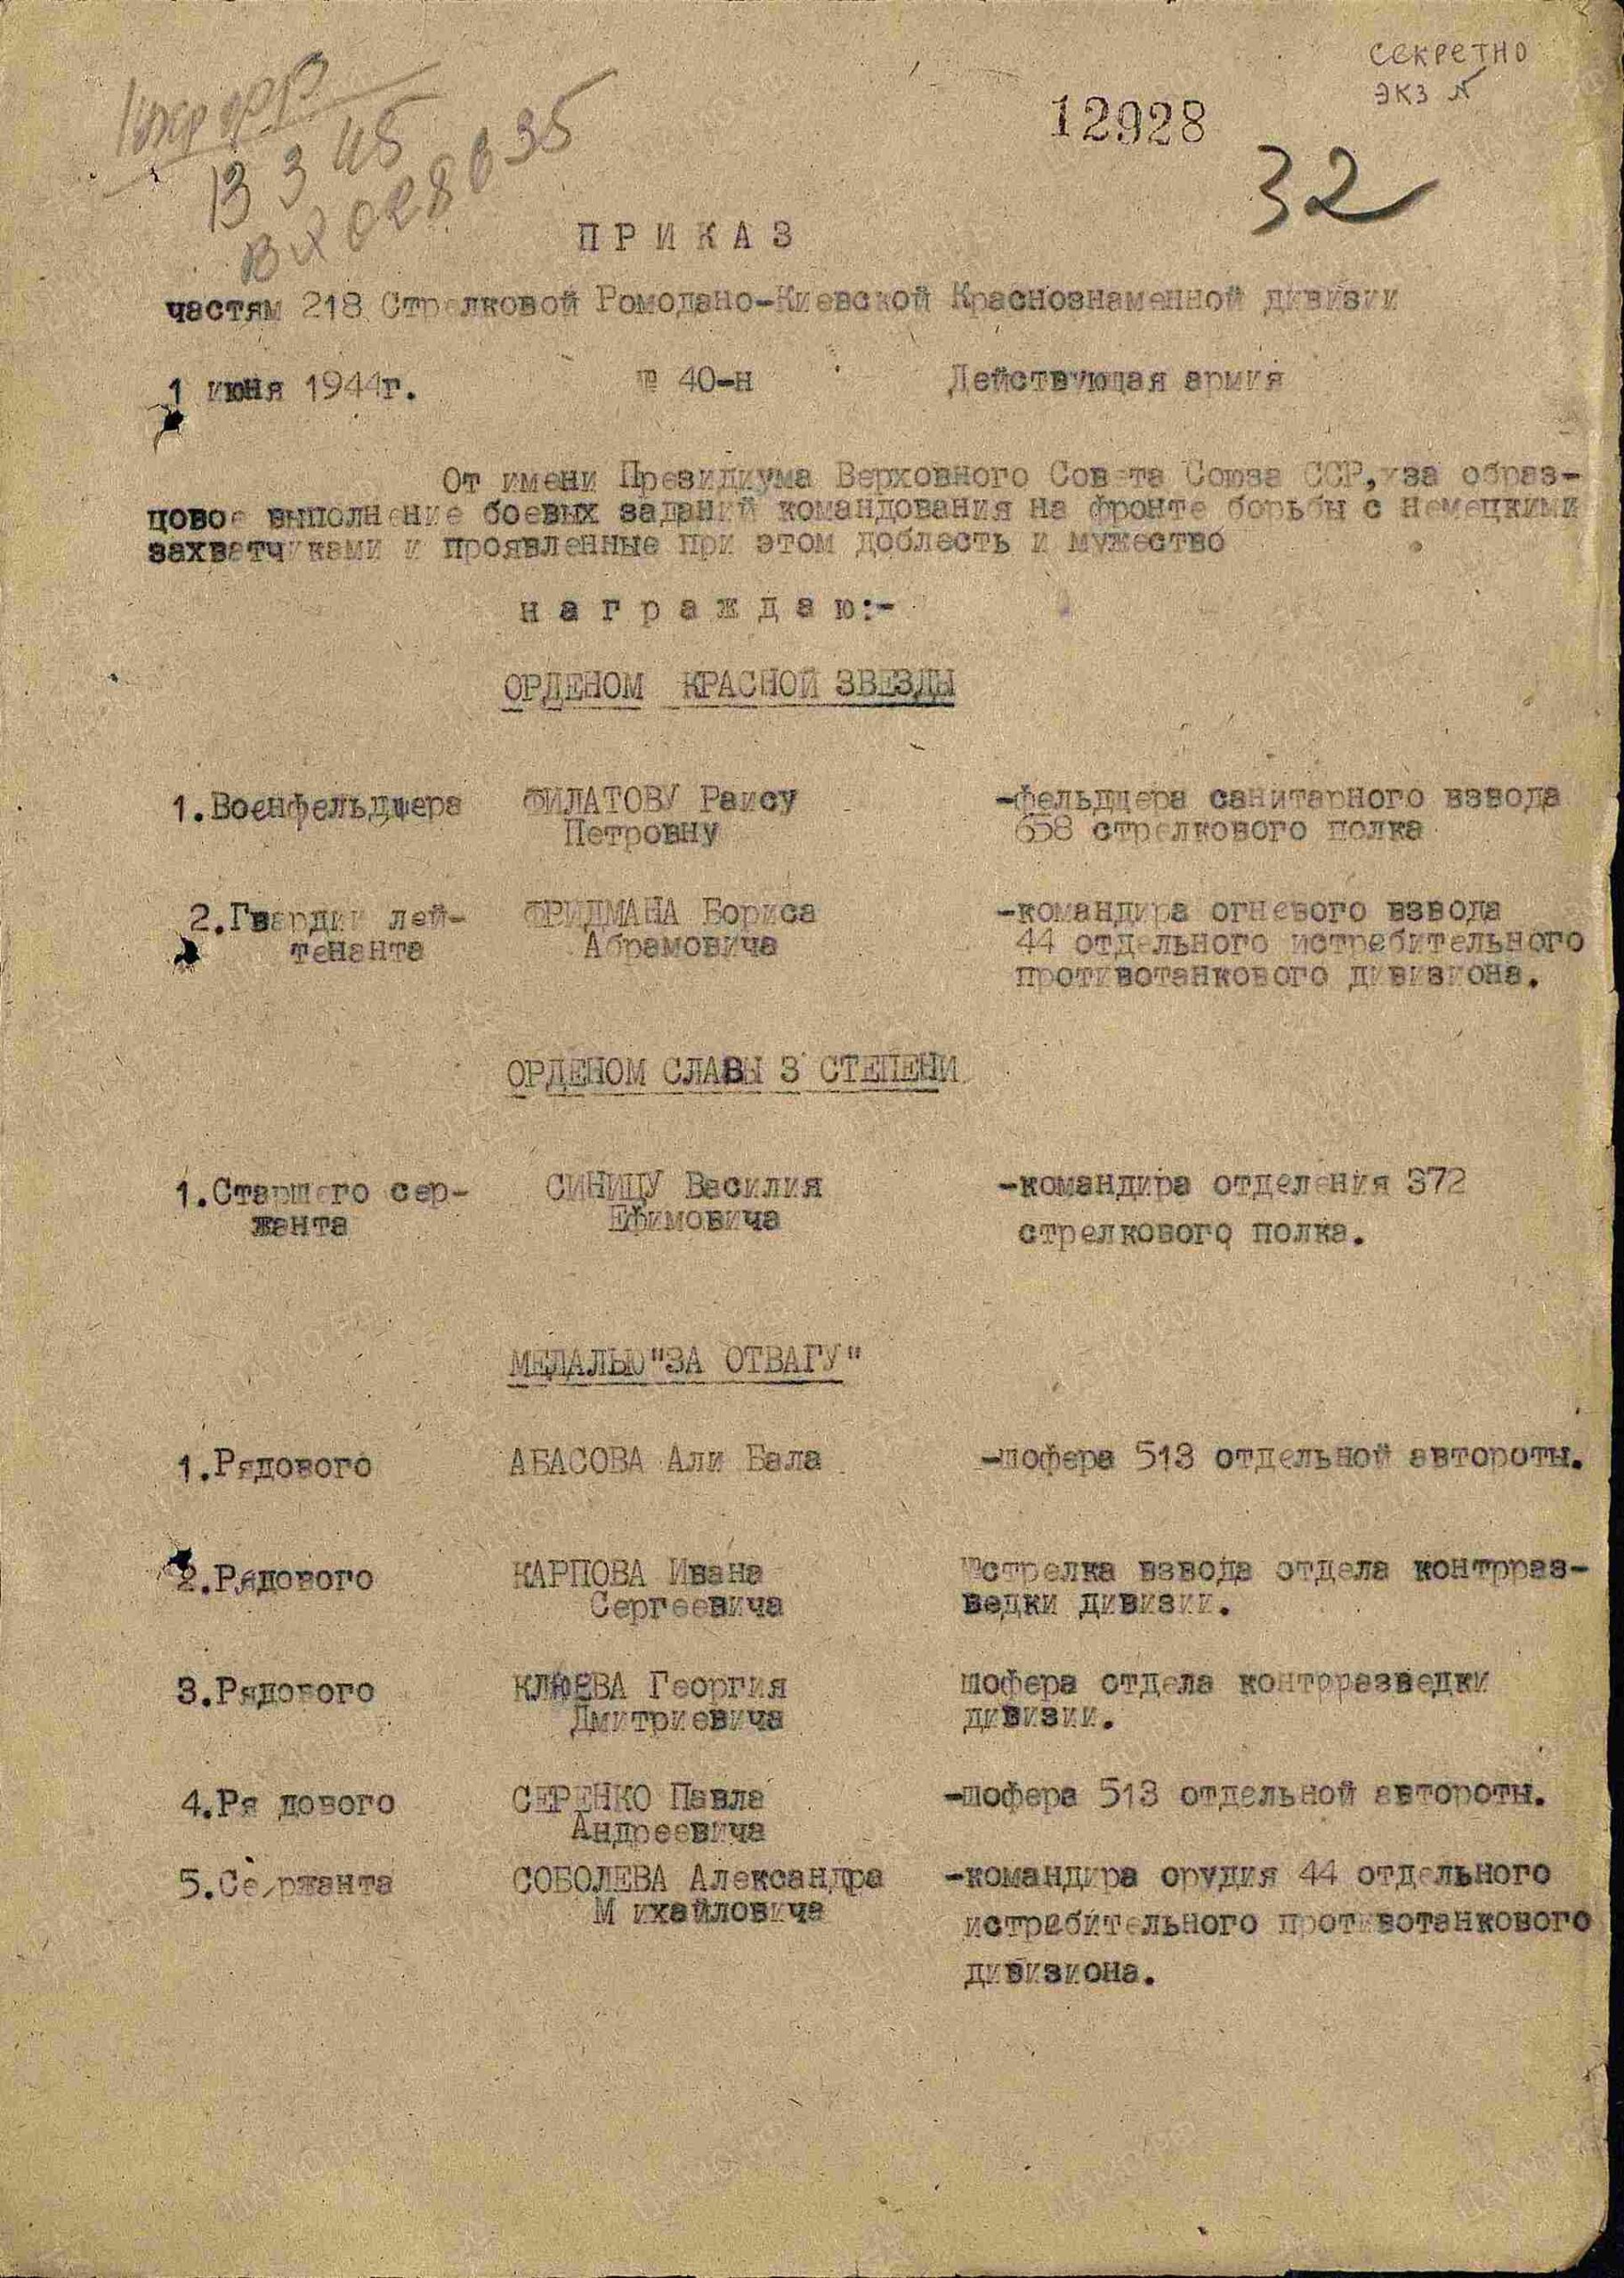 СЕКРЕТНО
ЭКЗ №
12928
32
13 3 45
ВХ 028635
ПРИКАЗ
частям 218 Стрелковой Ромодано-Киевской Краснознаменной дивизии
1 июня 1944г. № 40-н Действующая армия
От имени Президиума Верховного Совета Союза ССР, за образ-
цовое выполнение боевых заданий командования на фронте борьбы с немецкими
захватчиками и проявленные при этом доблесть и мужество
награждаю:-
ОРДЕНОМ КРАСНОЙ ЗВЕЗДЫ
1.Военфельдшера ФИЛАТОВУ Раису -фельдшера санитарного взвода
Петровну 658 стрелкового полка
2.Гвардии лей- ФРИДМАНА Бориса -командира огневого взвода
тенанта Абрамовича 44 отдельного истребительного
противотанкового дивизиона.
ОРДЕНОМ СЛАВЫ 3 СТЕПЕНИ
1.Старшего сер- СИНИЦУ Василия -командира отделения 372
жанта Ефимовича стрелкового полка.
МЕДАЛЬЮ "ЗА ОТВАГУ"
1.Рядового АБАСОВА Али Бала -шофера 513 отдельной автороты.
2.Рядового КАРПОВА Ивана стрелка взвода отдела контрраз-
Сергеевича ведки дивизии.
3.Рядового КЛЮЕВА Георгия шофера отдела контрразведки
Дмитриевича дивизии.
4.Ря дового СЕРЕНКО Павла -шофера 513 отдельной автороты.
Андреевича
5.Сержанта СОБОЛЕВА Александра -командира орудия 44 отдельного
М ихайловича истребительного противотанкового
дивизиона.